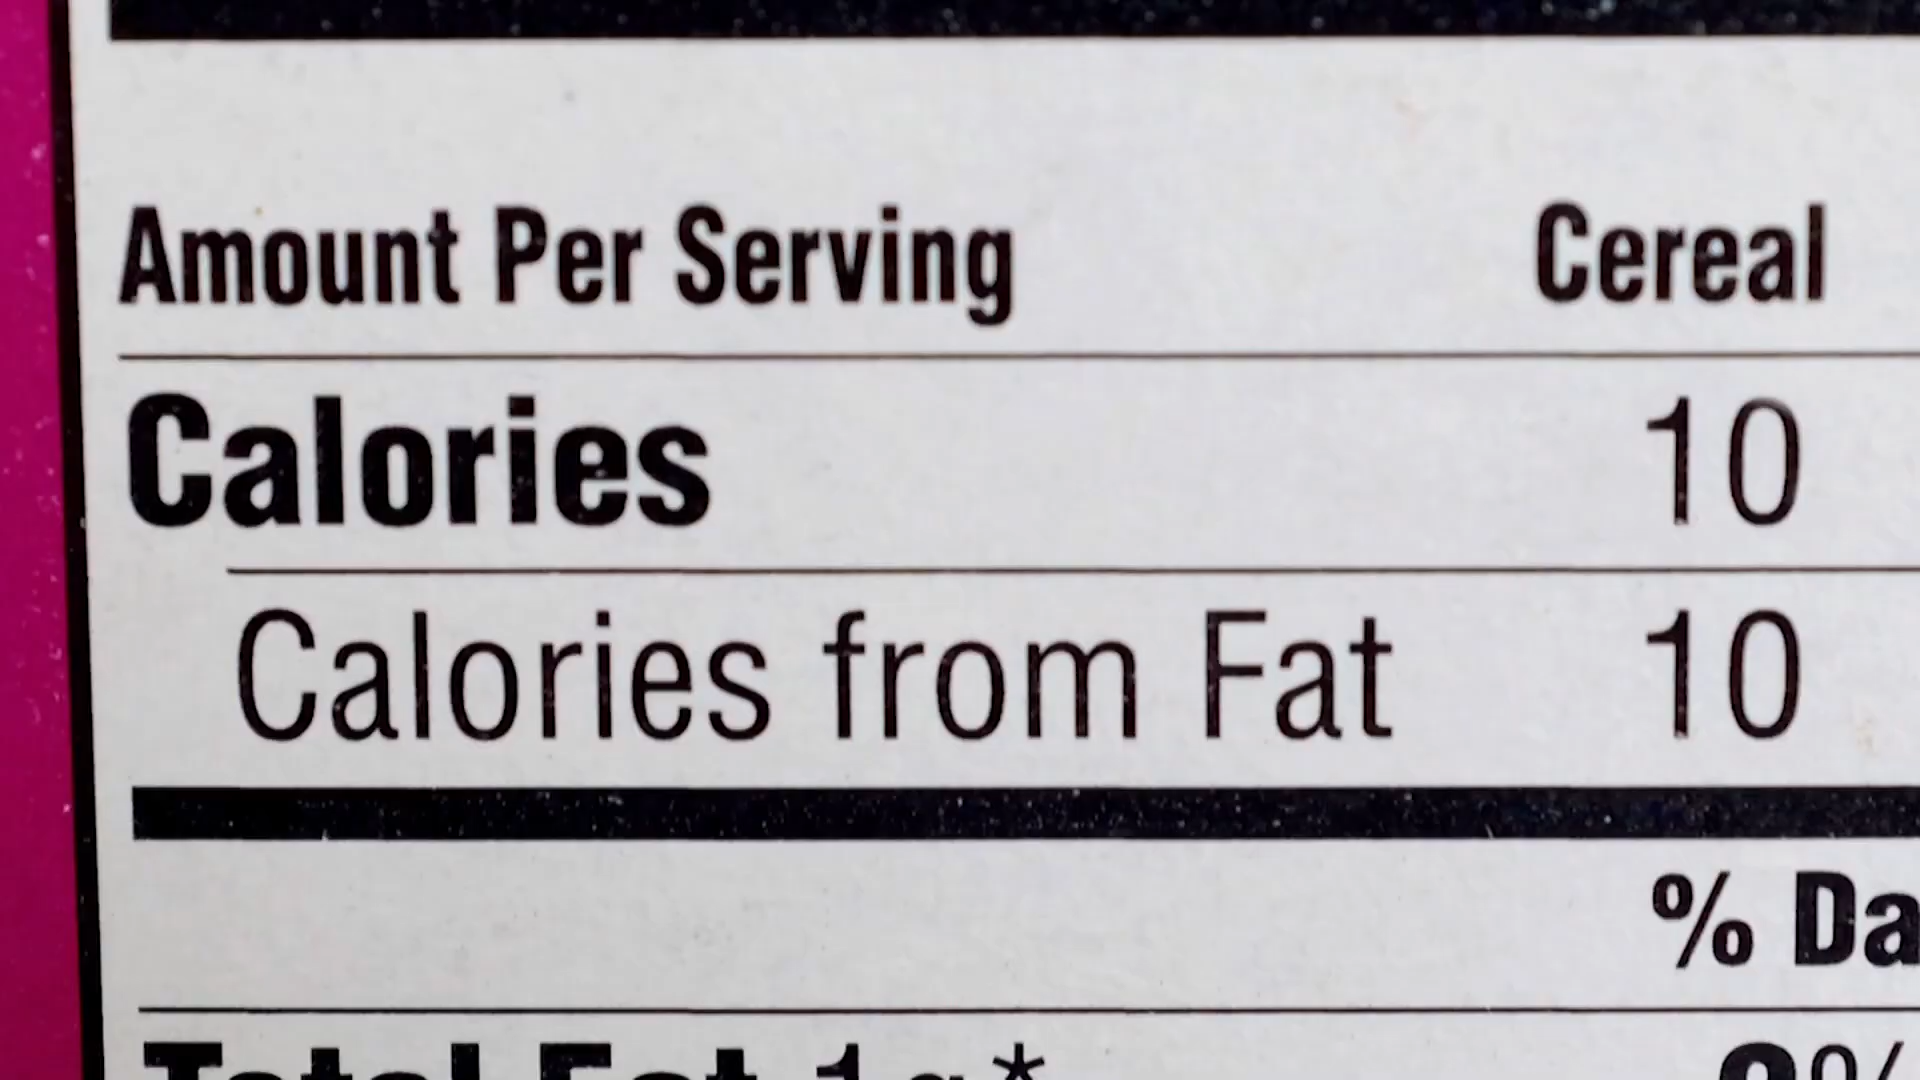 Amount Per Serving Cereal
Calories 10
Calories from Fat 10
% Da
Total Fat 1g*